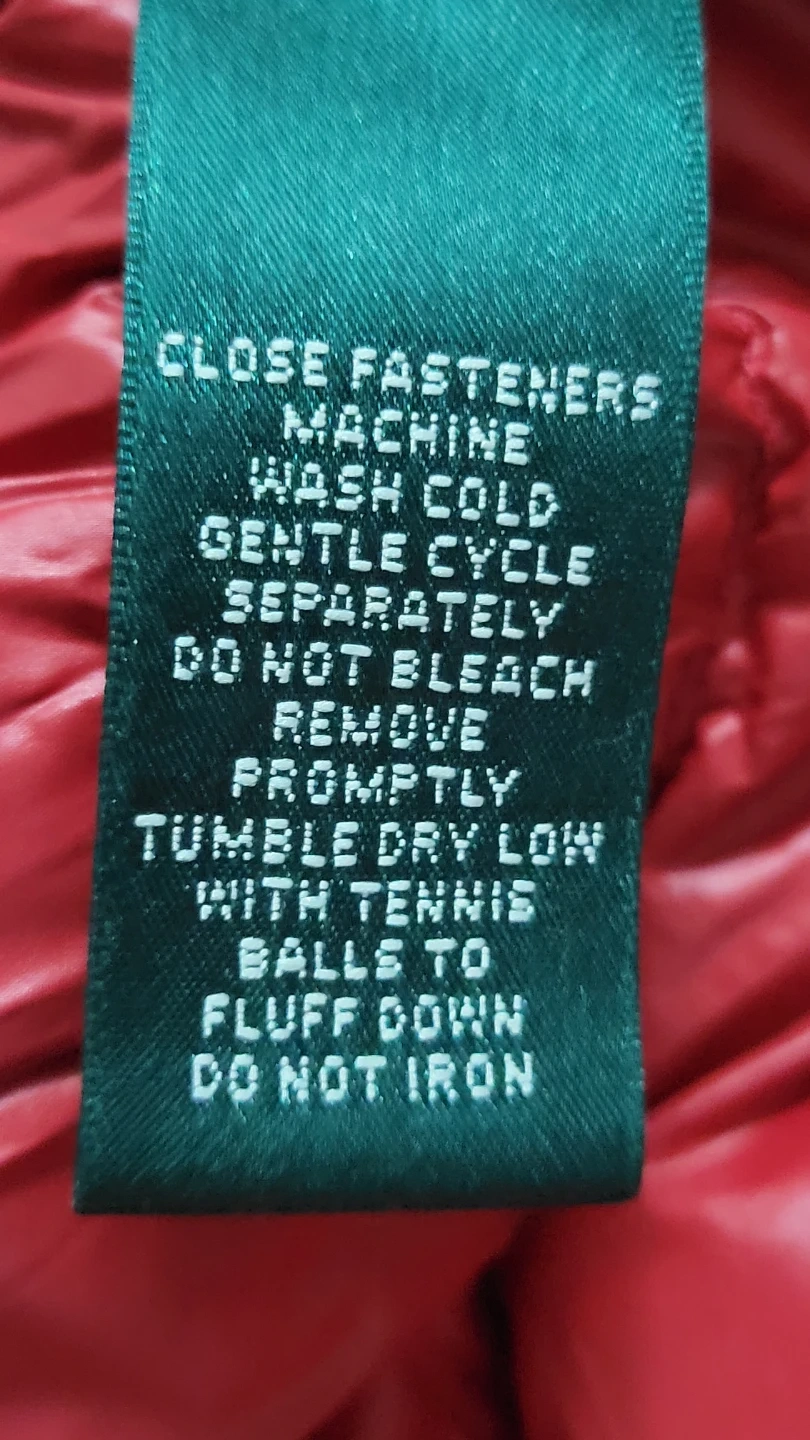 CLOSE FASTENERS
MACHINE
WASH COLD
GENTLE CYCLE
SEPARATELY
DO NOT BLEACH
REMOVE
PROMPTLY
TUMBLE DRY LOW
WITH TENNIS
BALLS TO
FLUFF DOWN
DO NOT IRON